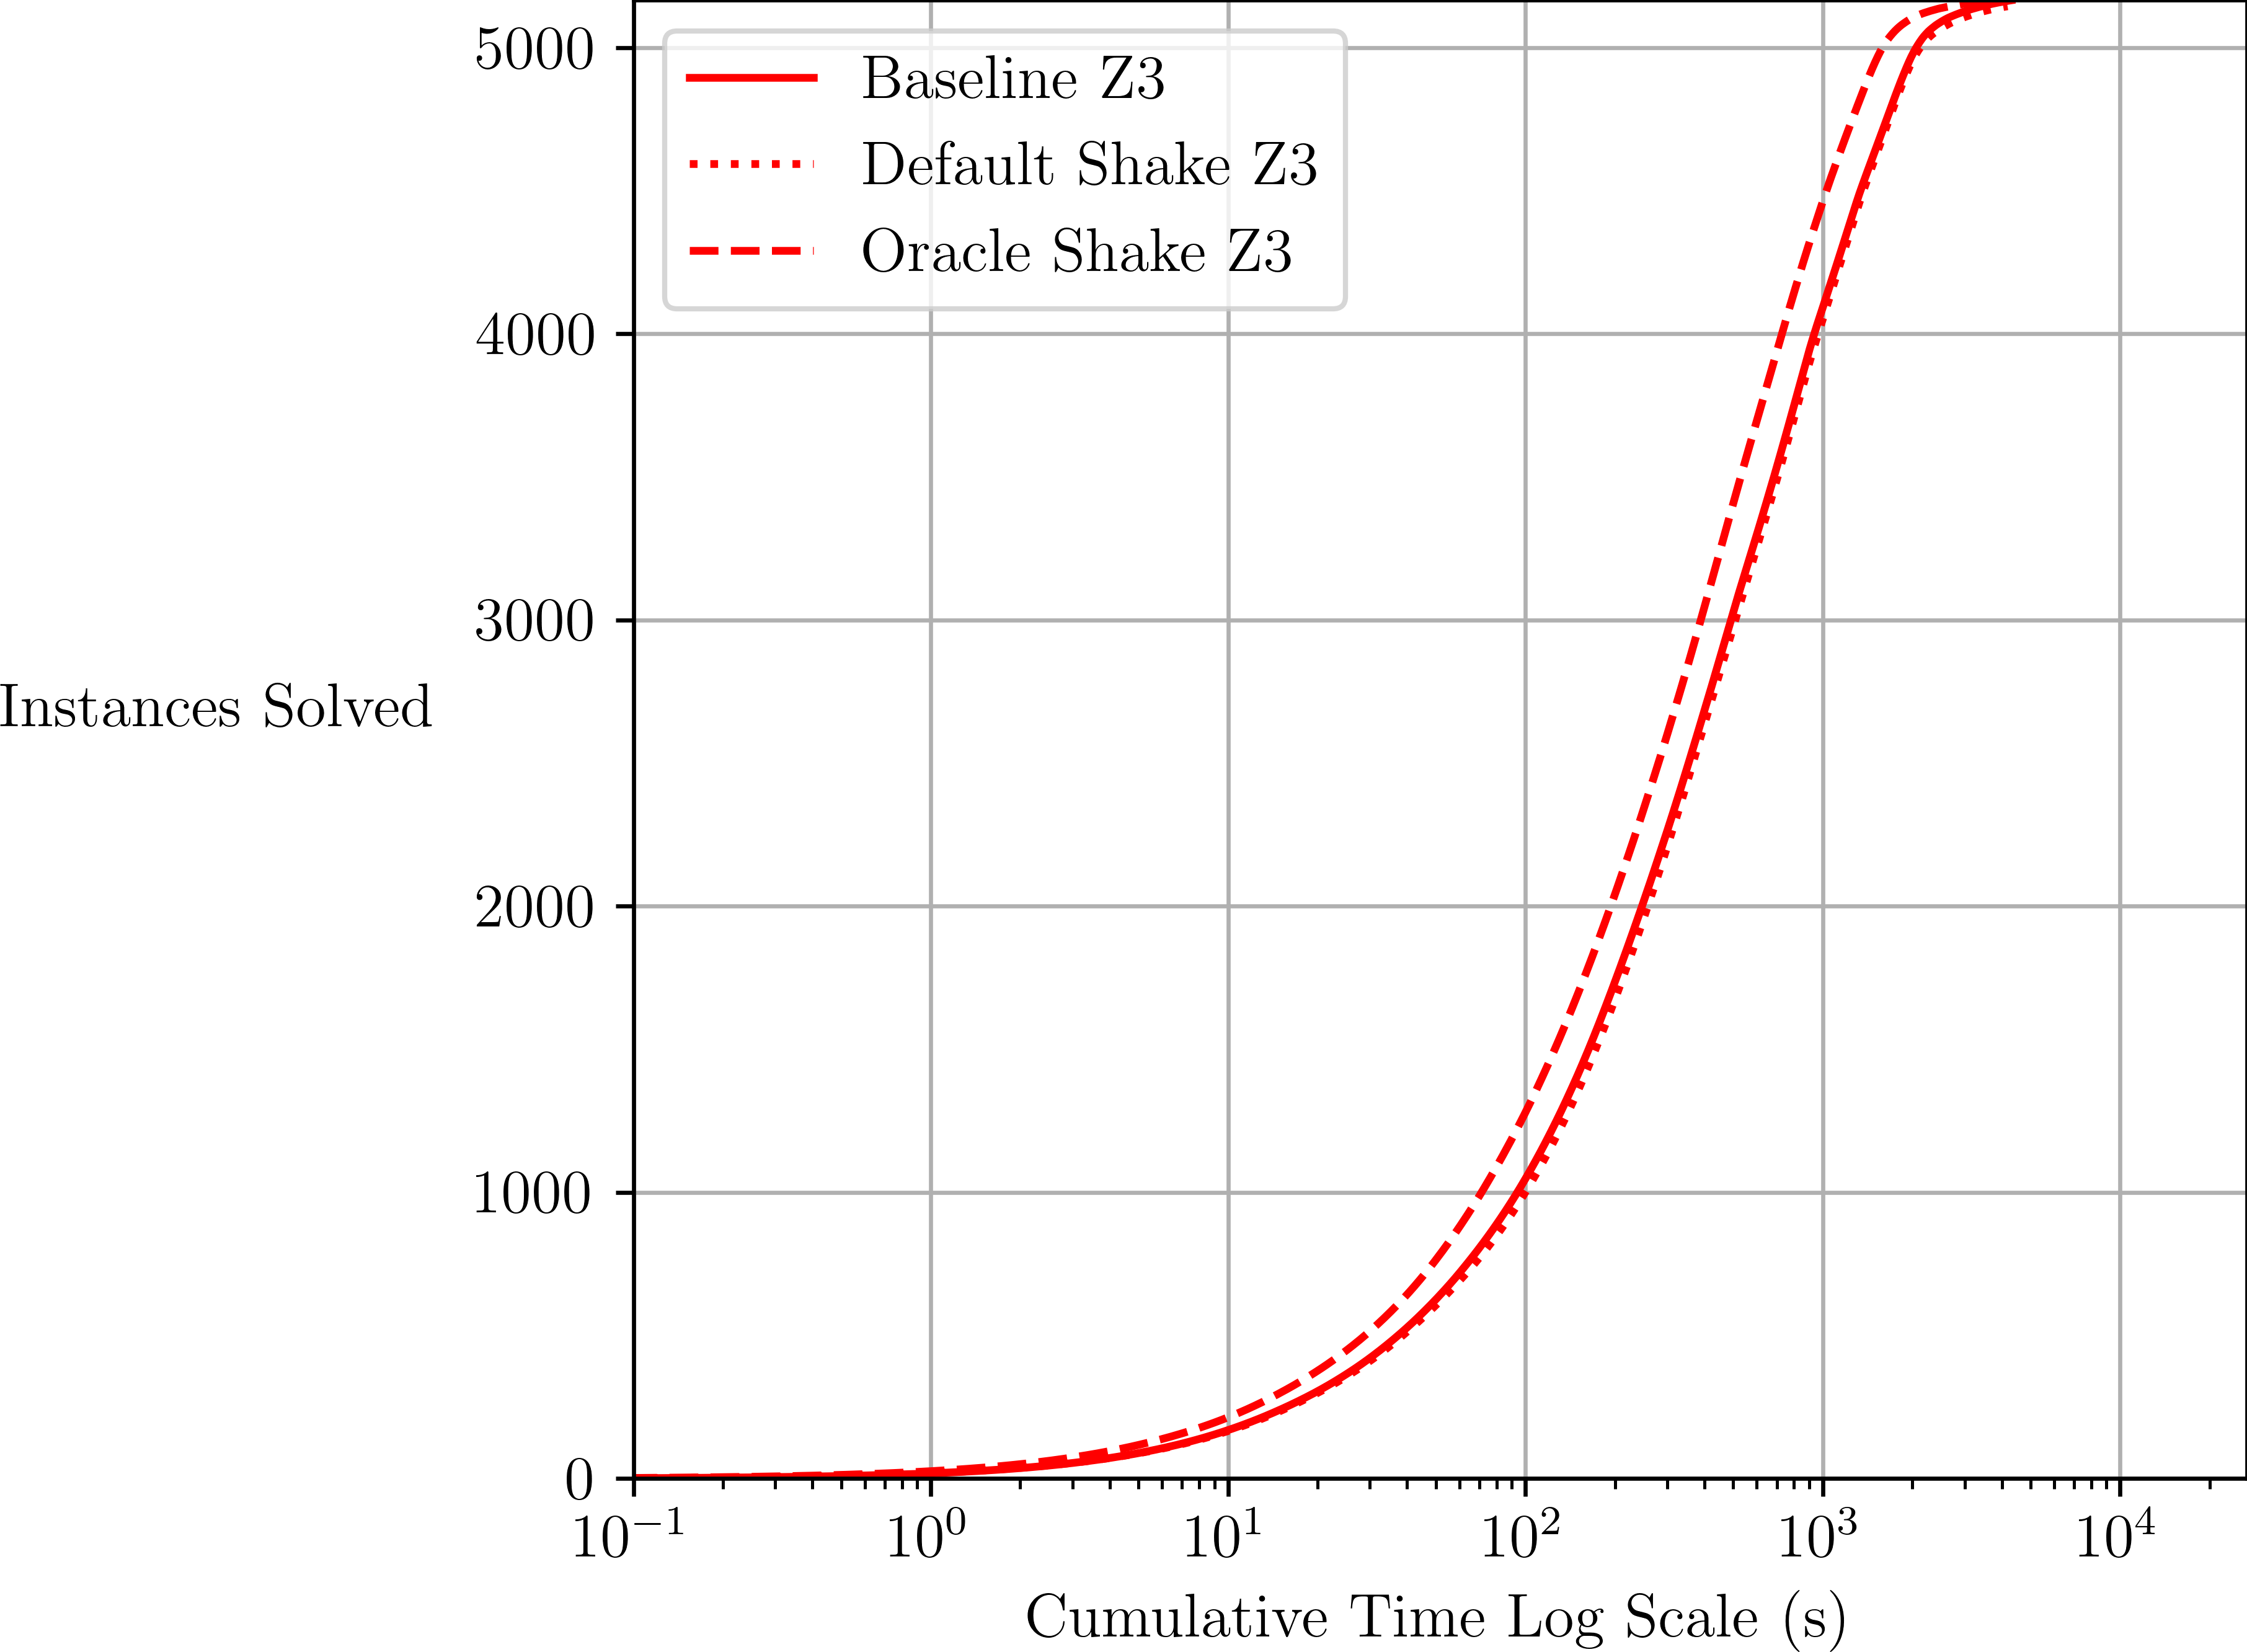 5000
4000
3000
2000
1000
0
Instances Solved
Baseline Z3
Default Shake Z3
Oracle Shake Z3
10⁻¹ 10⁰ 10¹ 10² 10³ 10⁴
Cumulative Time Log Scale (s)